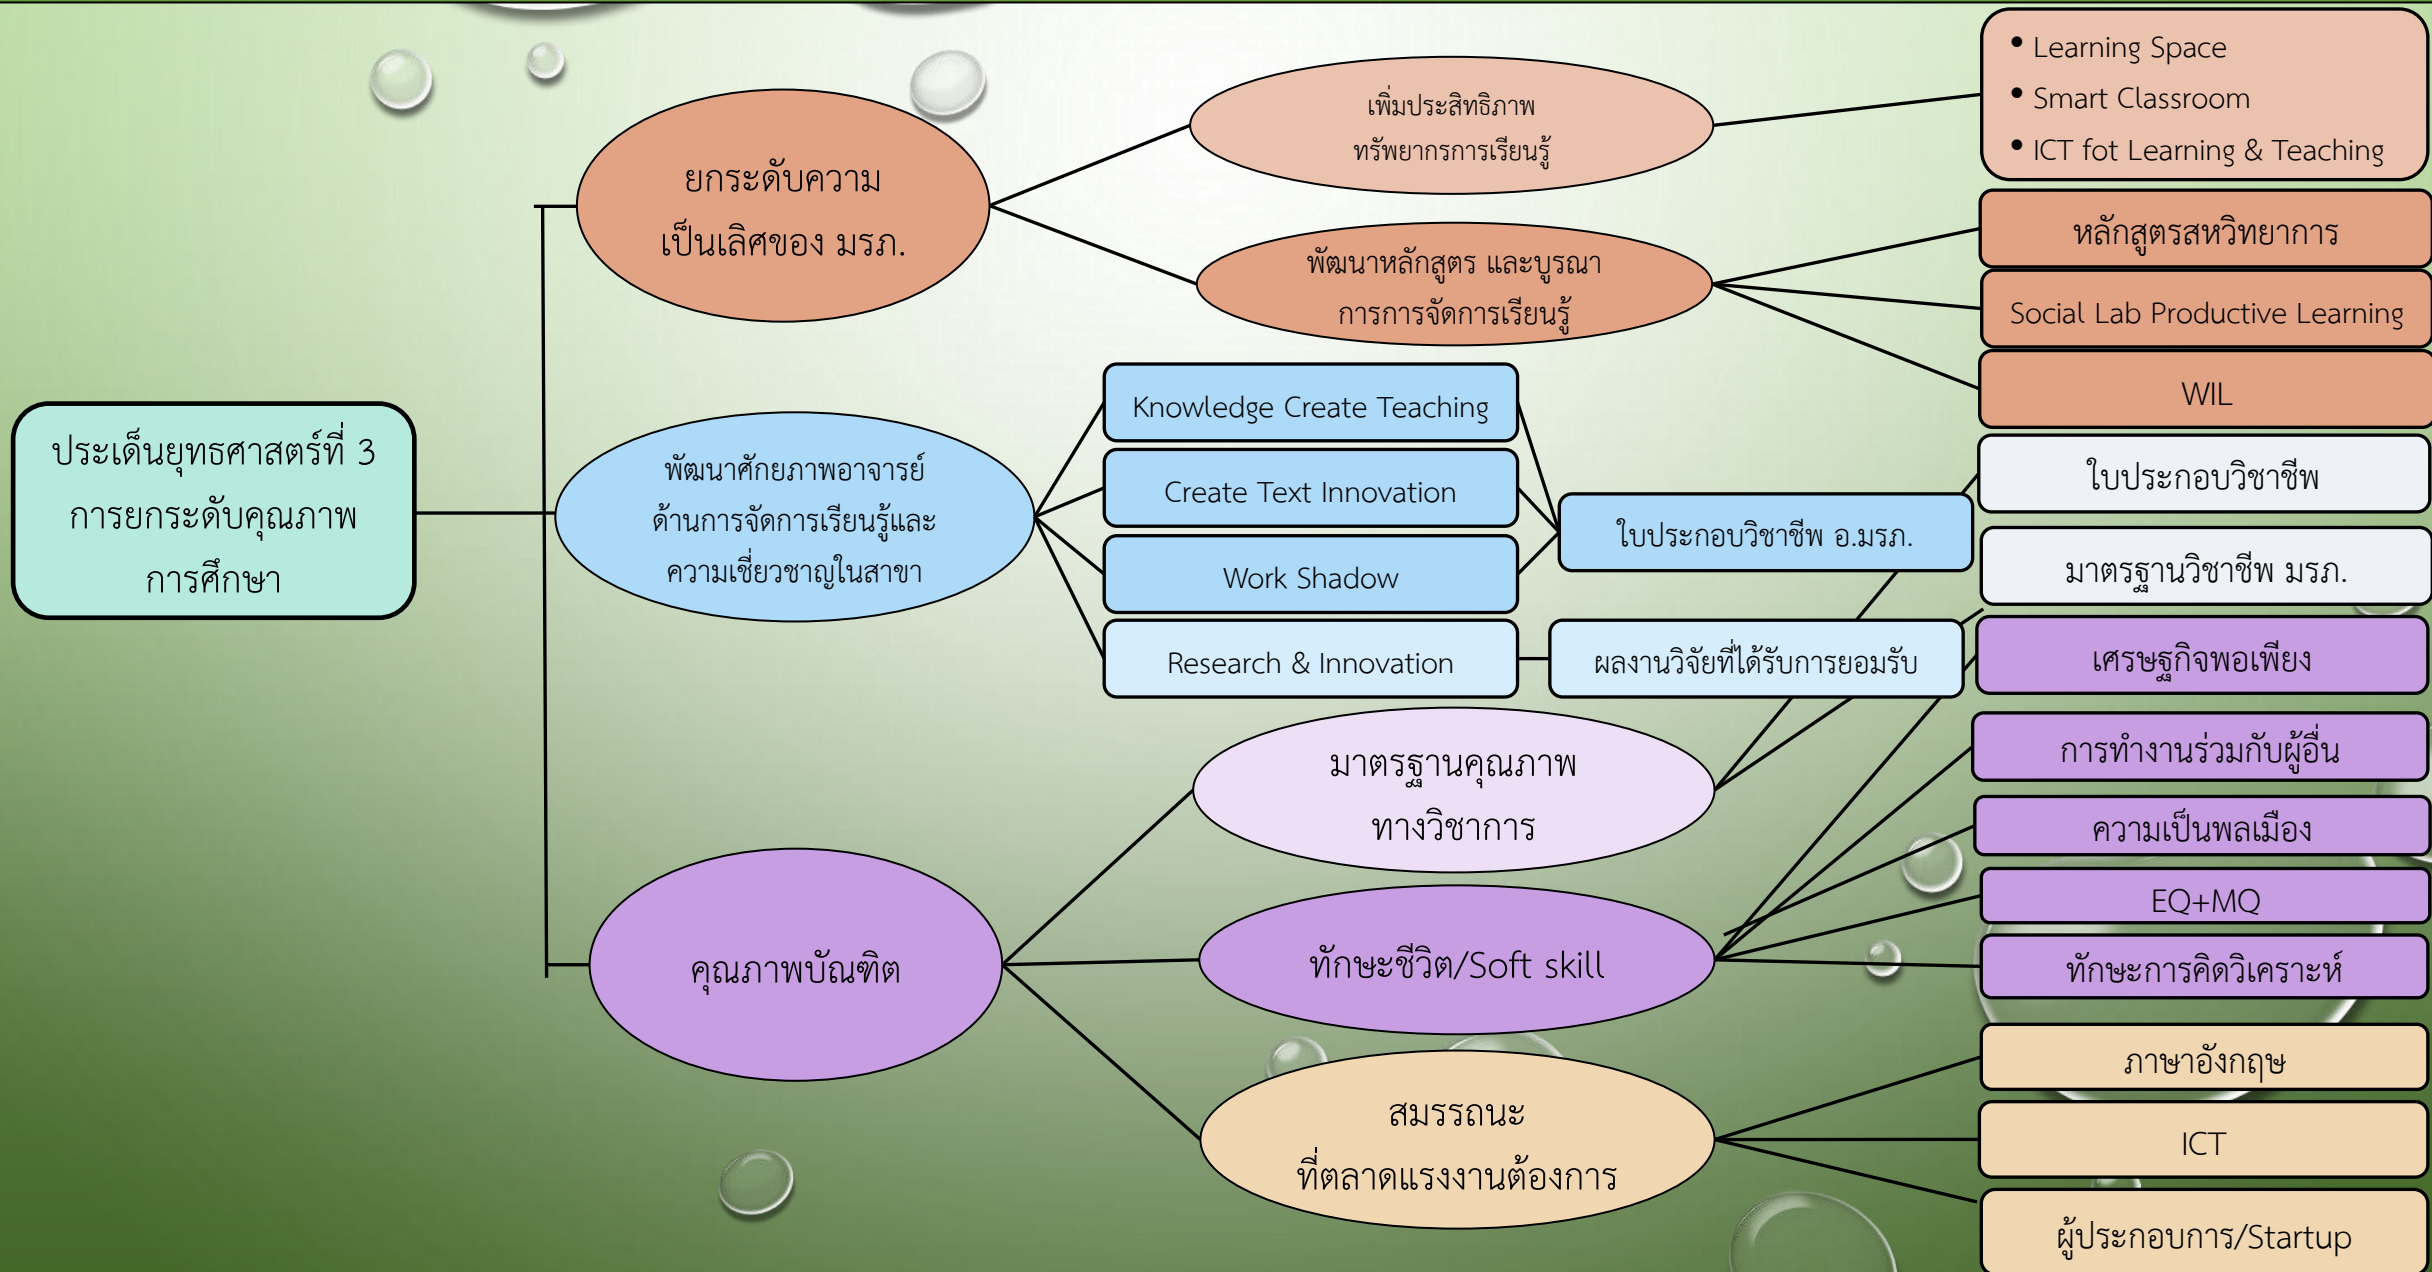 ประเด็นยุทธศาสตร์ที่ 3
การยกระดับคุณภาพ
การศึกษา
ยกระดับความ
เป็นเลิศของ มรภ.
เพิ่มประสิทธิภาพ
ทรัพยากรการเรียนรู้
• Learning Space
• Smart Classroom
• ICT fot Learning & Teaching
พัฒนาหลักสูตร และบูรณา
การการจัดการเรียนรู้
หลักสูตรสหวิทยาการ
Social Lab Productive Learning
WIL
พัฒนาศักยภาพอาจารย์
ด้านการจัดการเรียนรู้และ
ความเชี่ยวชาญในสาขา
Knowledge Create Teaching
Create Text Innovation
Work Shadow
Research & Innovation
ใบประกอบวิชาชีพ อ.มรภ.
ผลงานวิจัยที่ได้รับการยอมรับ
คุณภาพบัณฑิต
มาตรฐานคุณภาพ
ทางวิชาการ
ใบประกอบวิชาชีพ
มาตรฐานวิชาชีพ มรภ.
ทักษะชีวิต/Soft skill
เศรษฐกิจพอเพียง
การทำงานร่วมกับผู้อื่น
ความเป็นพลเมือง
EQ+MQ
ทักษะการคิดวิเคราะห์
สมรรถนะ
ที่ตลาดแรงงานต้องการ
ภาษาอังกฤษ
ICT
ผู้ประกอบการ/Startup